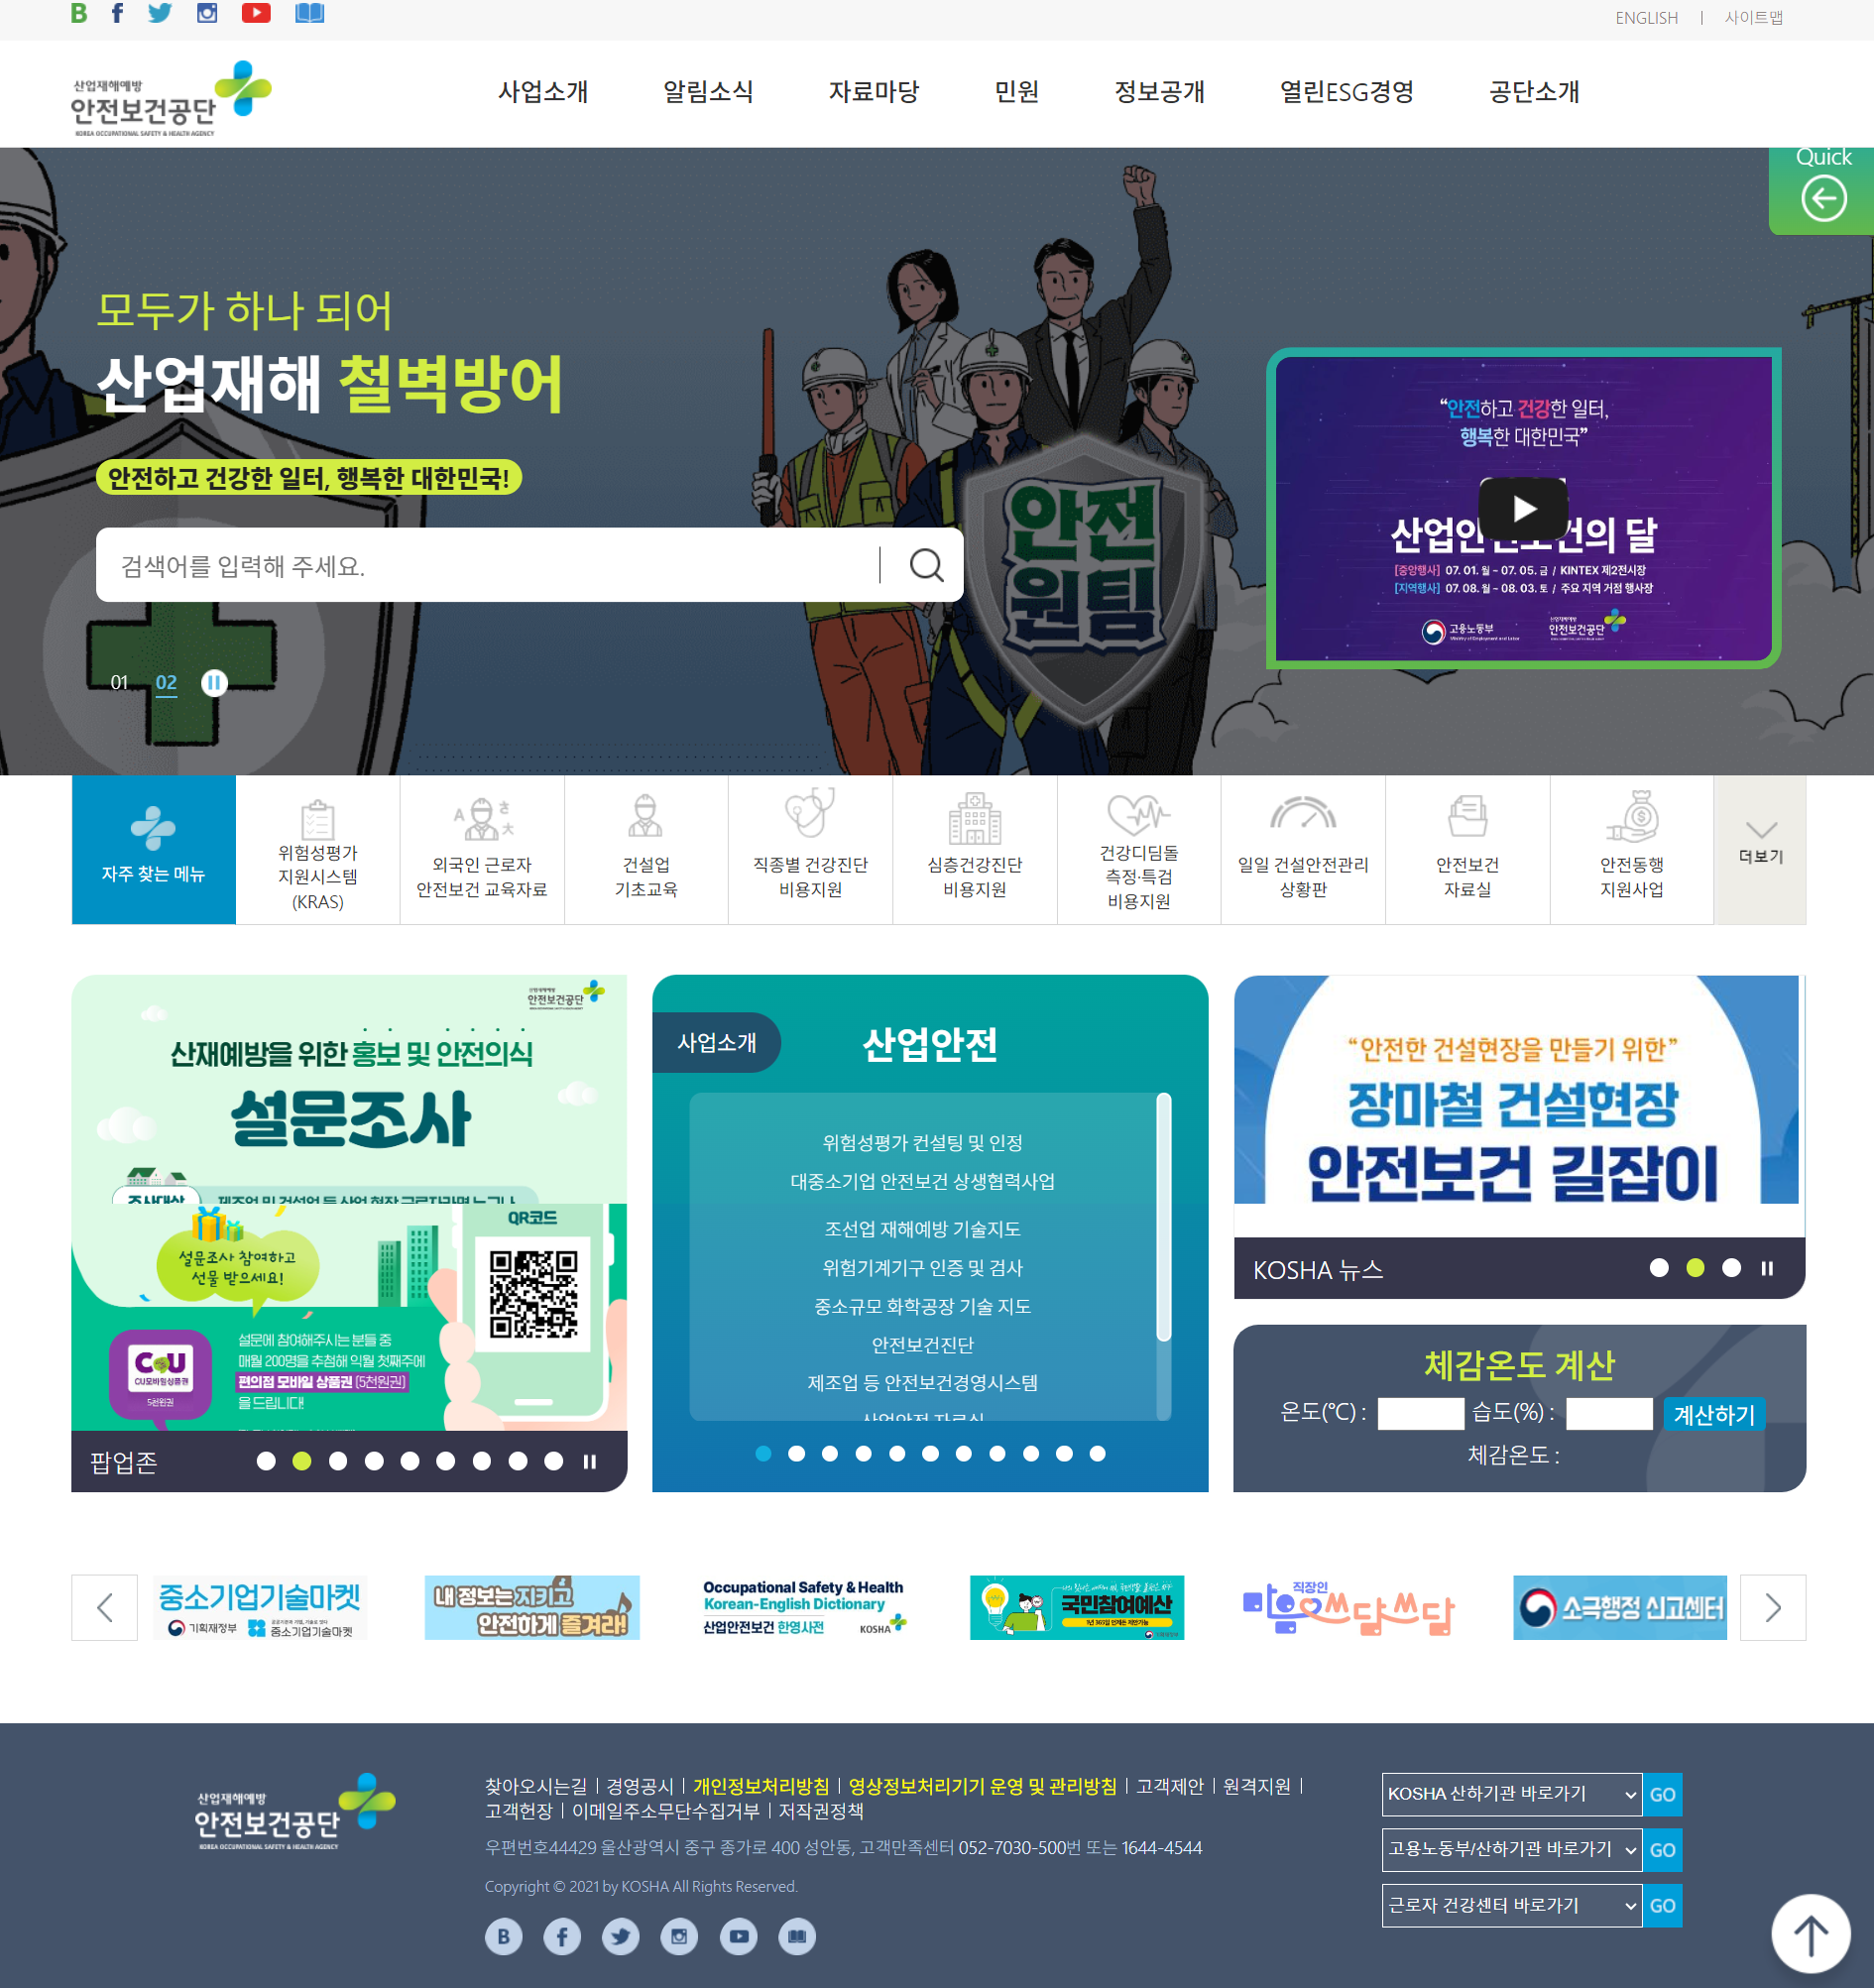 ENGLISH | 사이트맵
산업재해예방
안전보건공단
KOREA OCCUPATIONAL SAFETY & HEALTH AGENCY
사업소개 알림소식 자료마당 민원 정보공개 열린ESG경영 공단소개
Quick
모두가 하나 되어
산업재해 철벽방어
안전하고 건강한 일터, 행복한 대한민국!
검색어를 입력해 주세요.
01 02
안전
원팀
“안전하고 건강한 일터,
행복한 대한민국”
[중앙행사] 07. 01. 월 - 07. 05. 금 / KINTEX 제2전시장
[지역행사] 07. 08. 월 - 08. 03. 토 / 주요 지역 거점 행사장
고용노동부
안전보건공단
자주 찾는 메뉴
위험성평가
지원시스템
(KRAS)
외국인 근로자
안전보건 교육자료
건설업
기초교육
직종별 건강진단
비용지원
심층건강진단
비용지원
건강디딤돌
측정·특검
비용지원
일일 건설안전관리
상황판
안전보건
자료실
안전동행
지원사업
더보기
안전보건공단
산재예방을 위한 홍보 및 안전의식
설문조사
QR코드
설문조사 참여하고
선물 받으세요!
CU
CU모바일상품권
5천원권
설문에 참여해주시는 분들 중
매월 200명을 추첨해 익월 첫째주에
편의점 모바일 상품권 (5천원권)
을 드립니다!
팝업존
사업소개
산업안전
위험성평가 컨설팅 및 인정
대중소기업 안전보건 상생협력사업
조선업 재해예방 기술지도
위험기계기구 인증 및 검사
중소규모 화학공장 기술 지도
안전보건진단
제조업 등 안전보건경영시스템
산업안전 자료실
“안전한 건설현장을 만들기 위한”
장마철 건설현장
안전보건 길잡이
KOSHA 뉴스
체감온도 계산
온도(℃) : 습도(%) : 계산하기
체감온도 :
중소기업기술마켓
기획재정부 중소기업기술마켓
내 정보는 지키고
안전하게 즐겨라!
Occupational Safety & Health
Korean-English Dictionary
산업안전보건 한영사전 KOSHA
국민참여예산
직장인
마음쓰담쓰담
소극행정 신고센터
산업재해예방
안전보건공단
KOREA OCCUPATIONAL SAFETY & HEALTH AGENCY
찾아오시는길 | 경영공시 | 개인정보처리방침 | 영상정보처리기기 운영 및 관리방침 | 고객제안 | 원격지원 |
고객헌장 | 이메일주소무단수집거부 | 저작권정책
우편번호44429 울산광역시 중구 종가로 400 성안동, 고객만족센터 052-7030-500번 또는 1644-4544
Copyright © 2021 by KOSHA All Rights Reserved.
KOSHA 산하기관 바로가기 GO
고용노동부/산하기관 바로가기 GO
근로자 건강센터 바로가기 GO